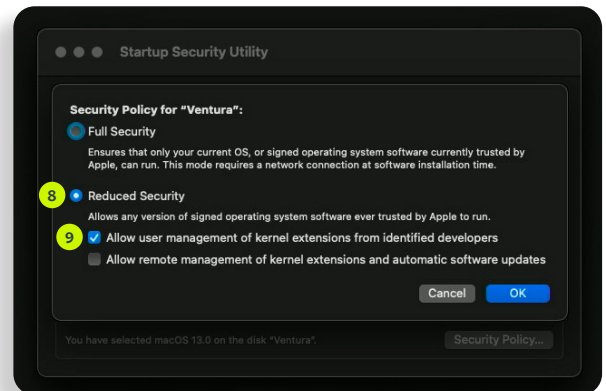 Startup Security Utility
Security Policy for “Ventura”:
Full Security
Ensures that only your current OS, or signed operating system software currently trusted by
Apple, can run. This mode requires a network connection at software installation time.
8 Reduced Security
Allows any version of signed operating system software ever trusted by Apple to run.
9 Allow user management of kernel extensions from identified developers
Allow remote management of kernel extensions and automatic software updates
Cancel OK
You have selected macOS 13.0 on the disk “Ventura”. Security Policy...